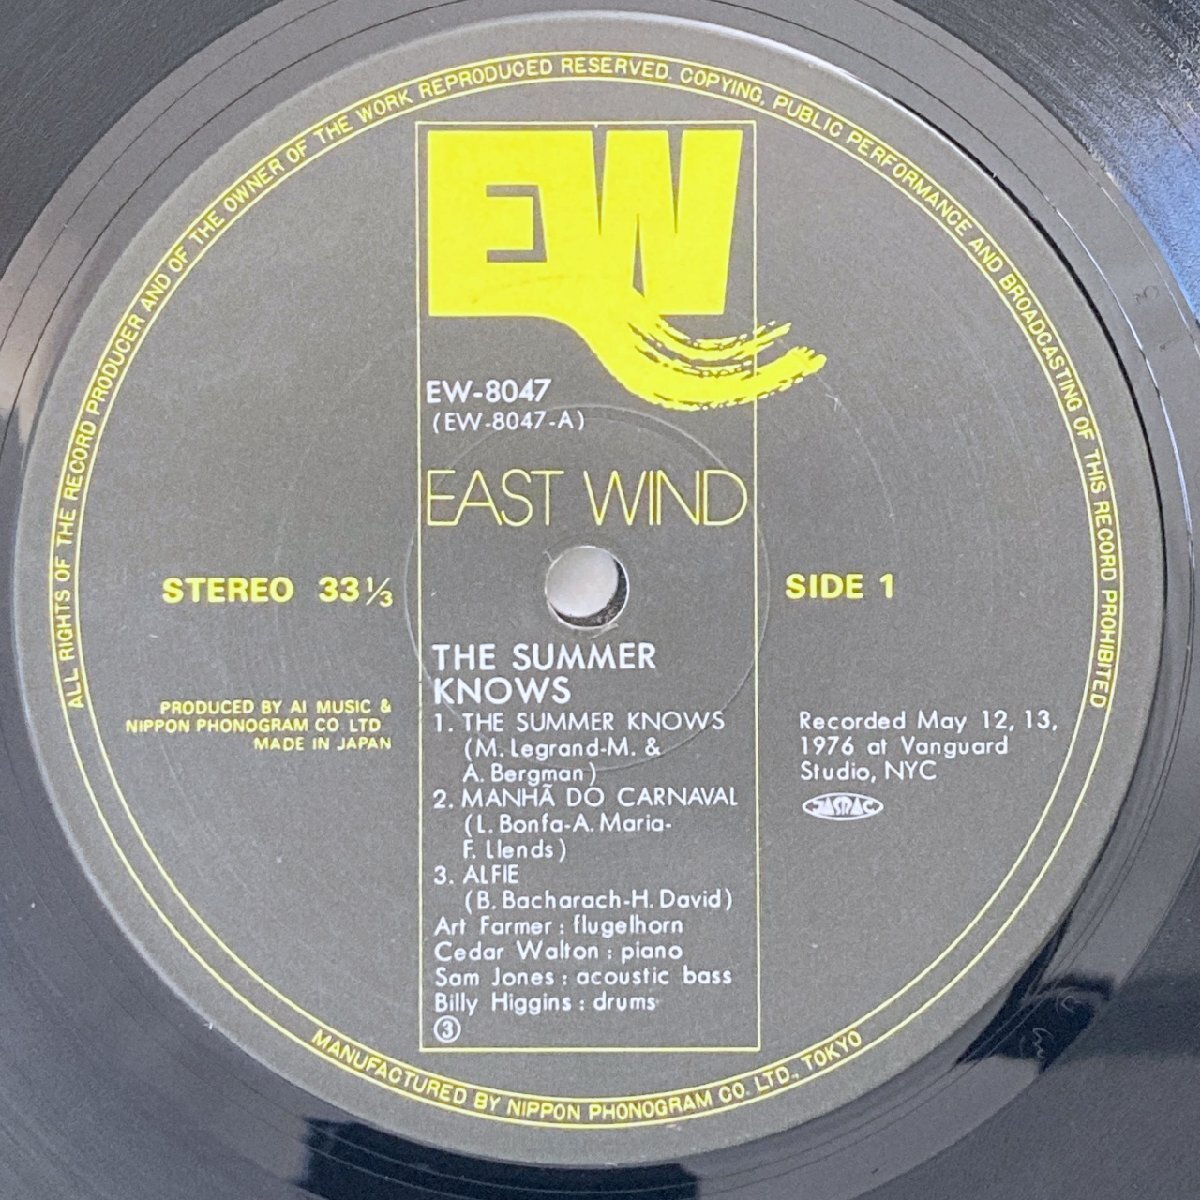 ALL RIGHTS OF THE RECORD PRODUCER AND OF THE OWNER OF THE WORK REPRODUCED RESERVED. COPYING, PUBLIC PERFORMANCE AND BROADCASTING OF THIS RECORD PROHIBITED
EW
EW-8047
(EW-8047-A)
EAST WIND
STEREO 33 1/3
SIDE 1
PRODUCED BY AI MUSIC &
NIPPON PHONOGRAM CO LTD
MADE IN JAPAN
THE SUMMER
KNOWS
1. THE SUMMER KNOWS
(M. Legrand-M. &
A. Bergman)
2. MANHÃ DO CARNAVAL
(L. Bonfa-A. Maria-
F. Llends)
3. ALFIE
(B. Bacharach-H. David)
Art Farmer : flugelhorn
Cedar Walton : piano
Sam Jones : acoustic bass
Billy Higgins : drums
③
Recorded May 12, 13,
1976 at Vanguard
Studio, NYC
JASRAC
MANUFACTURED BY NIPPON PHONOGRAM CO. LTD., TOKYO